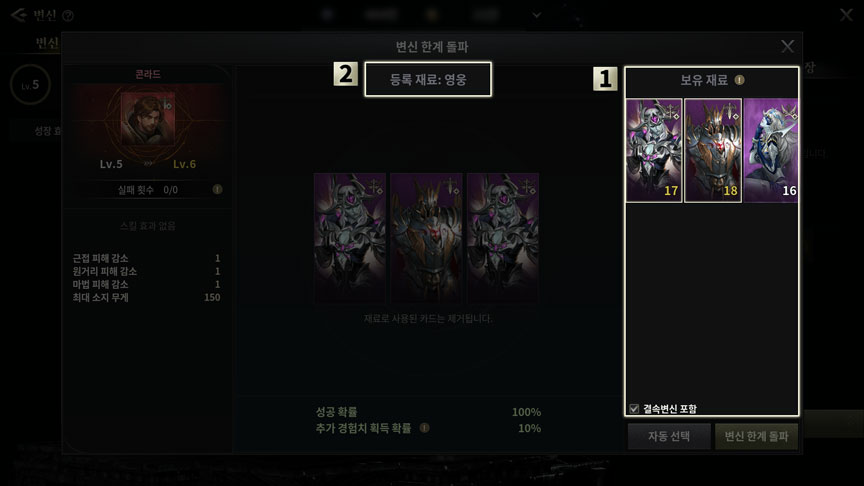 변신
변신
Lv.5
성장 효
변신 한계 돌파
콘라드
Lv.5
Lv.6
실패 횟수 0/0
스킬 효과 없음
근접 피해 감소 1
원거리 피해 감소 1
마법 피해 감소 1
최대 소지 무게 150
2
등록 재료: 영웅
재료로 사용된 카드는 제거됩니다.
성공 확률 100%
추가 경험치 획득 확률 10%
1
보유 재료
17
18
16
결속변신 포함
자동 선택
변신 한계 돌파
장